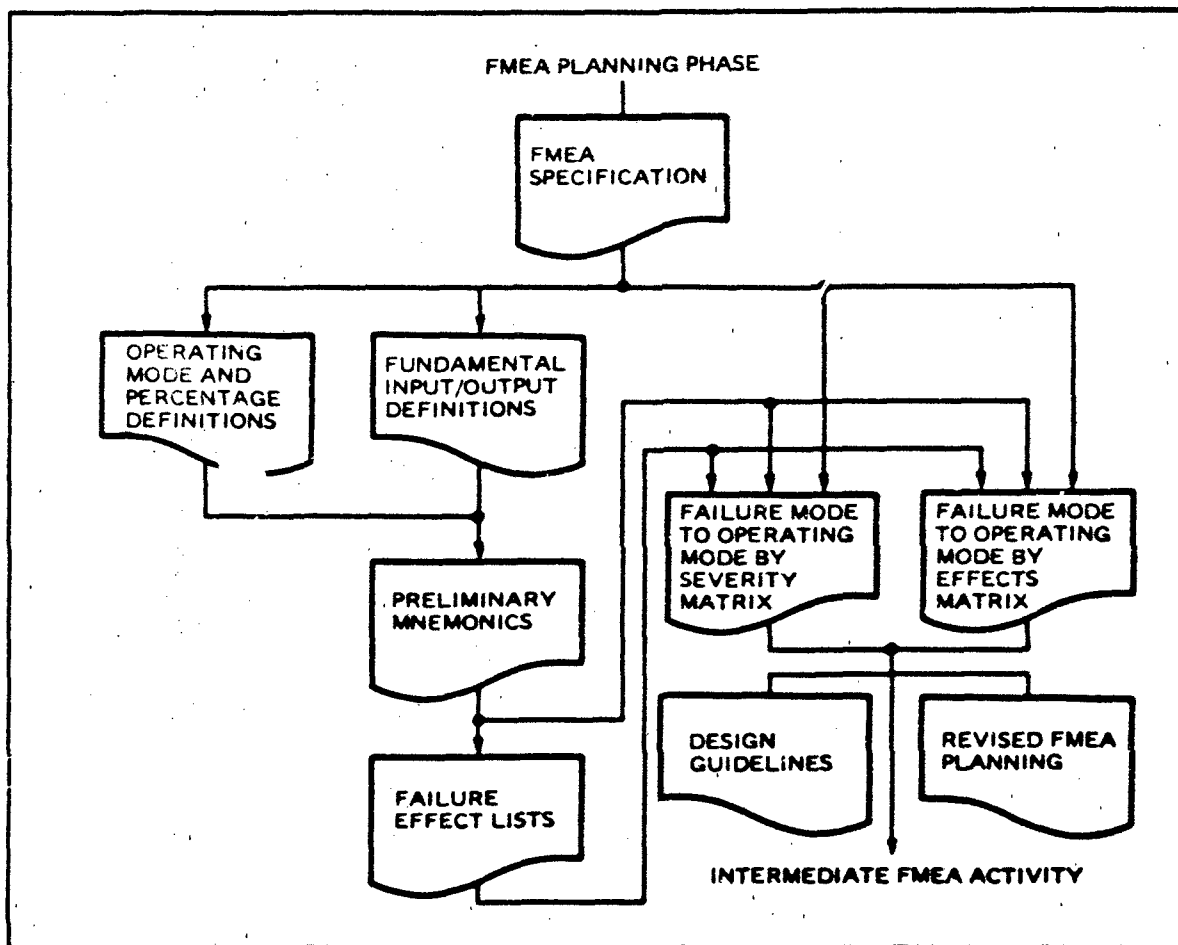 FMEA PLANNING PHASE
FMEA
SPECIFICATION
OPERATING
MODE AND
PERCENTAGE
DEFINITIONS
FUNDAMENTAL
INPUT/OUTPUT
DEFINITIONS
FAILURE MODE
TO OPERATING
MODE BY
SEVERITY
MATRIX
FAILURE MODE
TO OPERATING
MODE BY
EFFECTS
MATRIX
PRELIMINARY
MNEMONICS
DESIGN
GUIDELINES
REVISED FMEA
PLANNING
FAILURE
EFFECT LISTS
INTERMEDIATE FMEA ACTIVITY